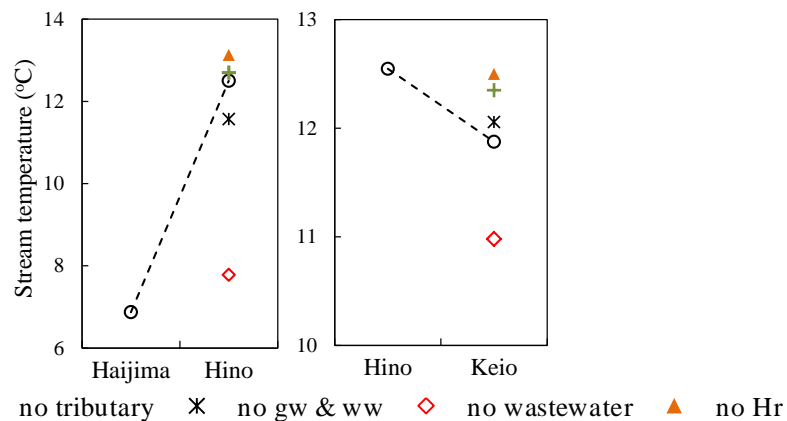 Stream temperature (°C)
14
12
10
8
6
Haijima
Hino
13
12
11
10
Hino
Keio
no tributary
no gw & ww
no wastewater
no Hr